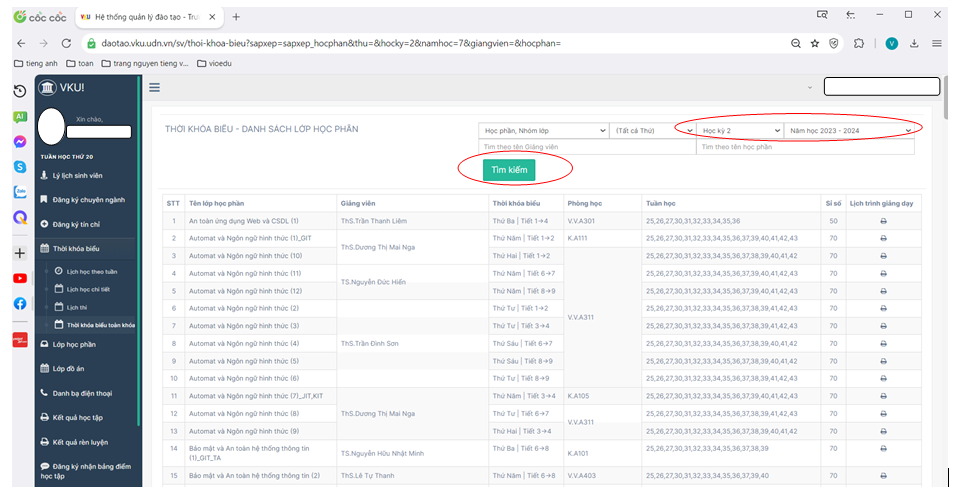 cốc cốc
VKU Hệ thống quản lý đào tạo - Trư
daotao.vku.udn.vn/sv/thoi-khoa-bieu?sapxep=sapxep_hocphan&thu=&hocky=2&namhoc=7&giangvien=&hocphan=
V
tieng anh toan trang nguyen tieng v... vioedu
VKU!
Xin chào,
TUẦN HỌC THỨ 20
Lý lịch sinh viên
Đăng ký chuyên ngành
Đăng ký tín chỉ
Thời khóa biểu
Lịch học theo tuần
Lịch học chi tiết
Lịch thi
Thời khóa biểu toàn khóa
Lớp học phần
Lớp đồ án
Danh bạ điện thoại
Kết quả học tập
Kết quả rèn luyện
Đăng ký nhận bảng điểm
học tập
AI
Zalo
THỜI KHÓA BIỂU - DANH SÁCH LỚP HỌC PHẦN
Học phần, Nhóm lớp (Tất cả Thứ) Học kỳ 2 Năm học 2023 - 2024
Tìm theo tên Giảng viên Tìm theo tên học phần
Tìm kiếm
STT Tên lớp học phần Giảng viên Thời khóa biểu Phòng học Tuần học Sĩ số Lịch trình giảng dạy
1 An toàn ứng dụng Web và CSDL (1) ThS.Trần Thanh Liêm Thứ Ba | Tiết 1→4 V.V.A301 25,26,27,30,31,32,33,34,35,36 50
2 Automat và Ngôn ngữ hình thức (1)_GIT ThS.Dương Thị Mai Nga Thứ Năm | Tiết 1→2 K.A111 25,26,27,30,31,32,33,34,35,36,37,39,40,41,42,43 70
3 Automat và Ngôn ngữ hình thức (10) Thứ Hai | Tiết 1→2 V.V.A311 25,26,27,30,31,32,33,34,35,36,37,38,39,40,41,42 70
4 Automat và Ngôn ngữ hình thức (11) TS.Nguyễn Đức Hiển Thứ Năm | Tiết 6→7 25,26,27,30,31,32,33,34,35,36,37,39,40,41,42,43 70
5 Automat và Ngôn ngữ hình thức (12) Thứ Năm | Tiết 8→9 25,26,27,30,31,32,33,34,35,36,37,39,40,41,42,43 70
6 Automat và Ngôn ngữ hình thức (2) ThS.Trần Đình Sơn Thứ Tư | Tiết 1→2 25,26,27,30,31,32,33,34,35,36,37,38,39,41,42,43 70
7 Automat và Ngôn ngữ hình thức (3) Thứ Tư | Tiết 3→4 25,26,27,30,31,32,33,34,35,36,37,38,39,41,42,43 70
8 Automat và Ngôn ngữ hình thức (4) Thứ Sáu | Tiết 6→7 25,26,27,30,31,32,33,34,35,36,37,38,39,40,41,42 70
9 Automat và Ngôn ngữ hình thức (5) Thứ Sáu | Tiết 8→9 25,26,27,30,31,32,33,34,35,36,37,38,39,40,41,42 70
10 Automat và Ngôn ngữ hình thức (6) Thứ Tư | Tiết 8→9 25,26,27,30,31,32,33,34,35,36,37,38,39,41,42,43 70
11 Automat và Ngôn ngữ hình thức (7)_JIT,KIT ThS.Dương Thị Mai Nga Thứ Năm | Tiết 3→4 K.A105 25,26,27,30,31,32,33,34,35,36,37,39,40,41,42,43 70
12 Automat và Ngôn ngữ hình thức (8) Thứ Tư | Tiết 6→7 V.V.A311 25,26,27,30,31,32,33,34,35,36,37,38,39,41,42,43 70
13 Automat và Ngôn ngữ hình thức (9) Thứ Hai | Tiết 3→4 25,26,27,30,31,32,33,34,35,36,37,38,39,40,41,42 70
14 Bảo mật và An toàn hệ thống thông tin TS.Nguyễn Hữu Nhật Minh Thứ Ba | Tiết 6→8 K.A101 25,26,27,30,31,32,33,34,35,36,37,38,39 70
(1)_GIT_TA
15 Bảo mật và An toàn hệ thống thông tin (2) ThS.Lê Tự Thanh Thứ Năm | Tiết 6→8 V.V.A403 25,26,27,30,31,32,33,34,35,36,37,39,40 70